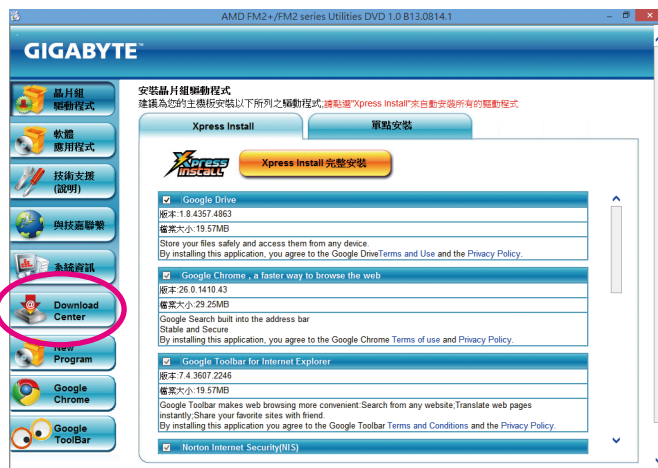 AMD FM2+/FM2 series Utilities DVD 1.0 B13.0814.1
GIGABYTE™
晶片組
驅動程式
軟體
應用程式
技術支援
(說明)
與技嘉聯繫
系統資訊
Download
Center
New
Program
Google
Chrome
Google
ToolBar
安裝晶片組驅動程式
建議為您的主機板安裝以下所列之驅動程式;請點選"Xpress Install"來自動安裝所有的驅動程式
Xpress Install
單點安裝
Xpress
Install
Xpress Install 完整安裝
Google Drive
版本:1.8.4357.4863
檔案大小:19.57MB
Store your files safely and access them from any device.
By installing this application, you agree to the Google DriveTerms and Use and the Privacy Policy.
Google Chrome , a faster way to browse the web
版本:26.0.1410.43
檔案大小:29.25MB
Google Search built into the address bar
Stable and Secure
By installing this application, you agree to the Google Chrome Terms of use and Privacy Policy.
Google Toolbar for Internet Explorer
版本:7.4.3607.2246
檔案大小:19.57MB
Google Toolbar makes web browsing more convenient:Search from any website;Translate web pages
instantly;Share your favorite sites with friend.
By installing this application you agree to the Google Toolbar Terms and Conditions and the Privacy Policy.
Norton Internet Security(NIS)